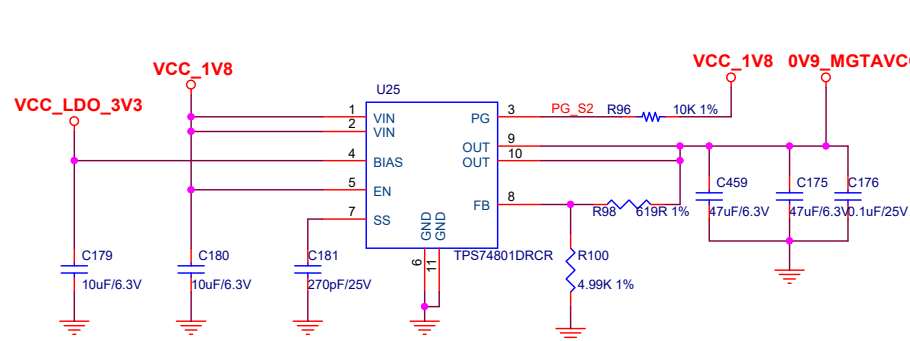 VCC_1V8
VCC_LDO_3V3
VCC_1V8
0V9_MGTAVC
U25
1
VIN
2
VIN
4
BIAS
5
EN
7
SS
PG
3
PG_S2
R96
10K 1%
OUT
9
OUT
10
FB
8
R98
619R 1%
GND
GND
6
11
TPS74801DRCR
C179
10uF/6.3V
C180
10uF/6.3V
C181
270pF/25V
R100
4.99K 1%
C459
47uF/6.3V
C175
47uF/6.3V
C176
0.1uF/25V